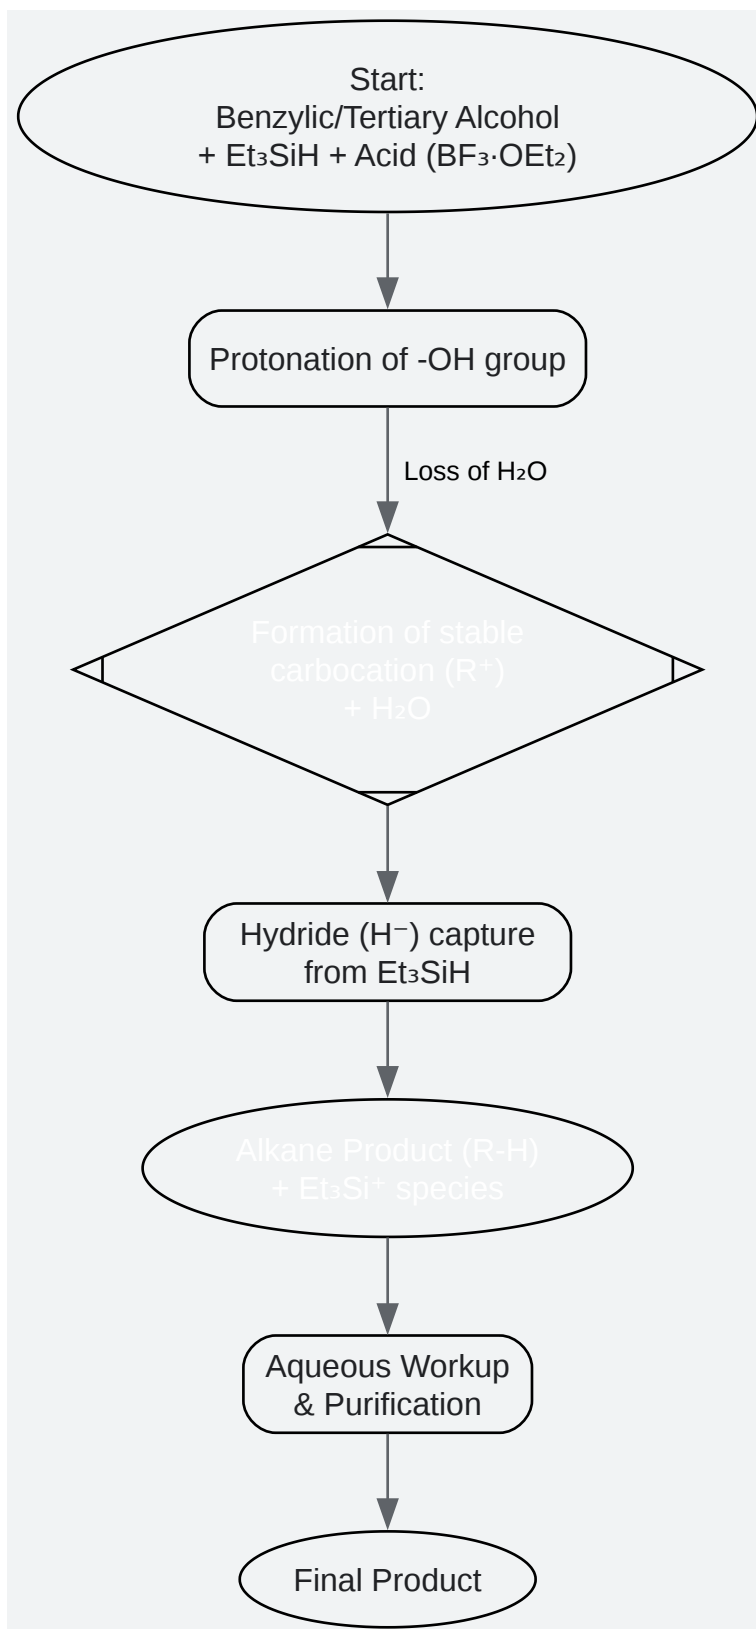 Start:
Benzylic/Tertiary Alcohol
+ Et₃SiH + Acid (BF₃·OEt₂)
Protonation of -OH group
Loss of H₂O
Formation of stable
carbocation (R⁺)
+ H₂O
Hydride (H⁻) capture
from Et₃SiH
Alkane Product (R-H)
+ Et₃Si⁺ species
Aqueous Workup
& Purification
Final Product